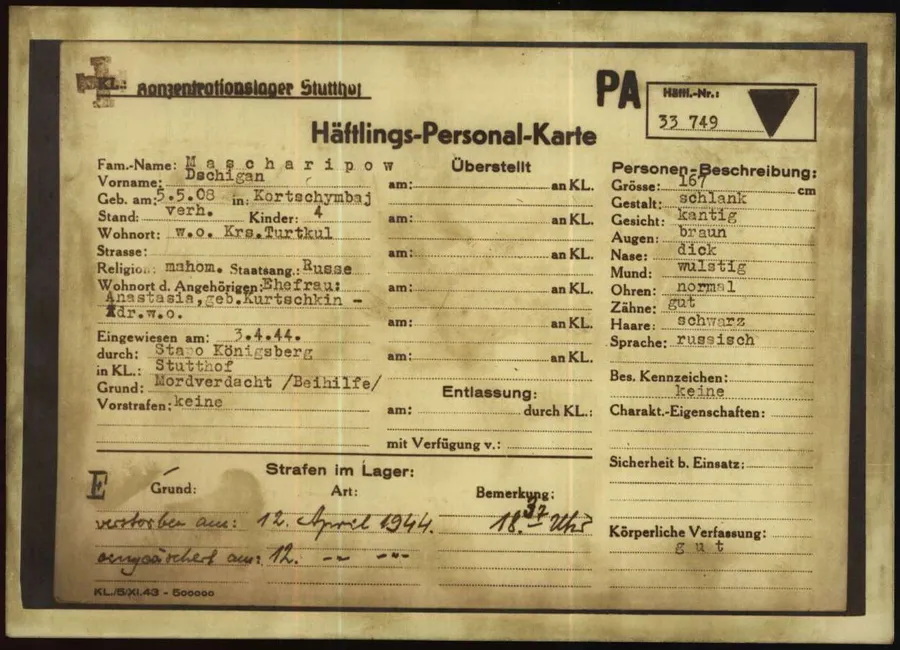 KL: Konzentrationslager Stutthof
PA
Häftl.-Nr.:
33 749
Häftlings-Personal-Karte
Fam.-Name: Mascharipow
Vorname: Dschigan
Geb. am: 5.5.08 in: Kortschymbaj
Stand: verh. Kinder: 4
Wohnort: w.o. Krs.Turtkul
Strasse:
Religion: mahom. Staatsang.: Russe
Wohnort d. Angehörigen: Ehefrau:
Anastasia, geb. Kurtschkin -
Adr.w.o.
Eingewiesen am: 3.4.44.
durch: Stapo Königsberg
in KL.: Stutthof
Grund: Mordverdacht /Beihilfe/
Vorstrafen: keine
Überstellt
am: an KL.
am: an KL.
am: an KL.
am: an KL.
am: an KL.
am: an KL.
Entlassung:
am: durch KL.:
mit Verfügung v.:
Personen-Beschreibung:
Grösse: 167 cm
Gestalt: schlank
Gesicht: kantig
Augen: braun
Nase: dick
Mund: wulstig
Ohren: normal
Zähne: gut
Haare: schwarz
Sprache: russisch
Bes. Kennzeichen:
keine
Charakt.-Eigenschaften:
Sicherheit b. Einsatz:
Körperliche Verfassung:
gut
E
Strafen im Lager:
Grund: Art: Bemerkung:
verstorben am: 12. April 1944. 18.37 Uhr
eingeäschert am: 12. -- --
KL./5/XI.43 - 500000